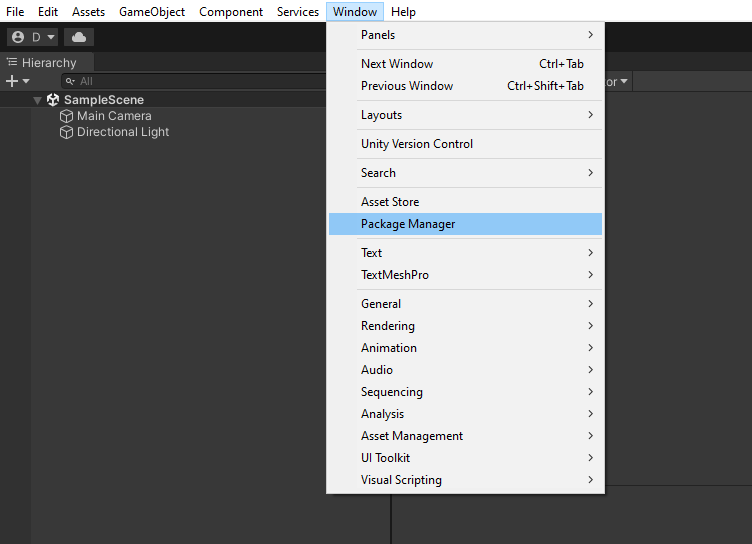 File Edit Assets GameObject Component Services Window Help
D
Hierarchy
All
SampleScene
Main Camera
Directional Light
Panels
Next Window Ctrl+Tab
Previous Window Ctrl+Shift+Tab
Layouts
Unity Version Control
Search
Asset Store
Package Manager
Text
TextMeshPro
General
Rendering
Animation
Audio
Sequencing
Analysis
Asset Management
UI Toolkit
Visual Scripting